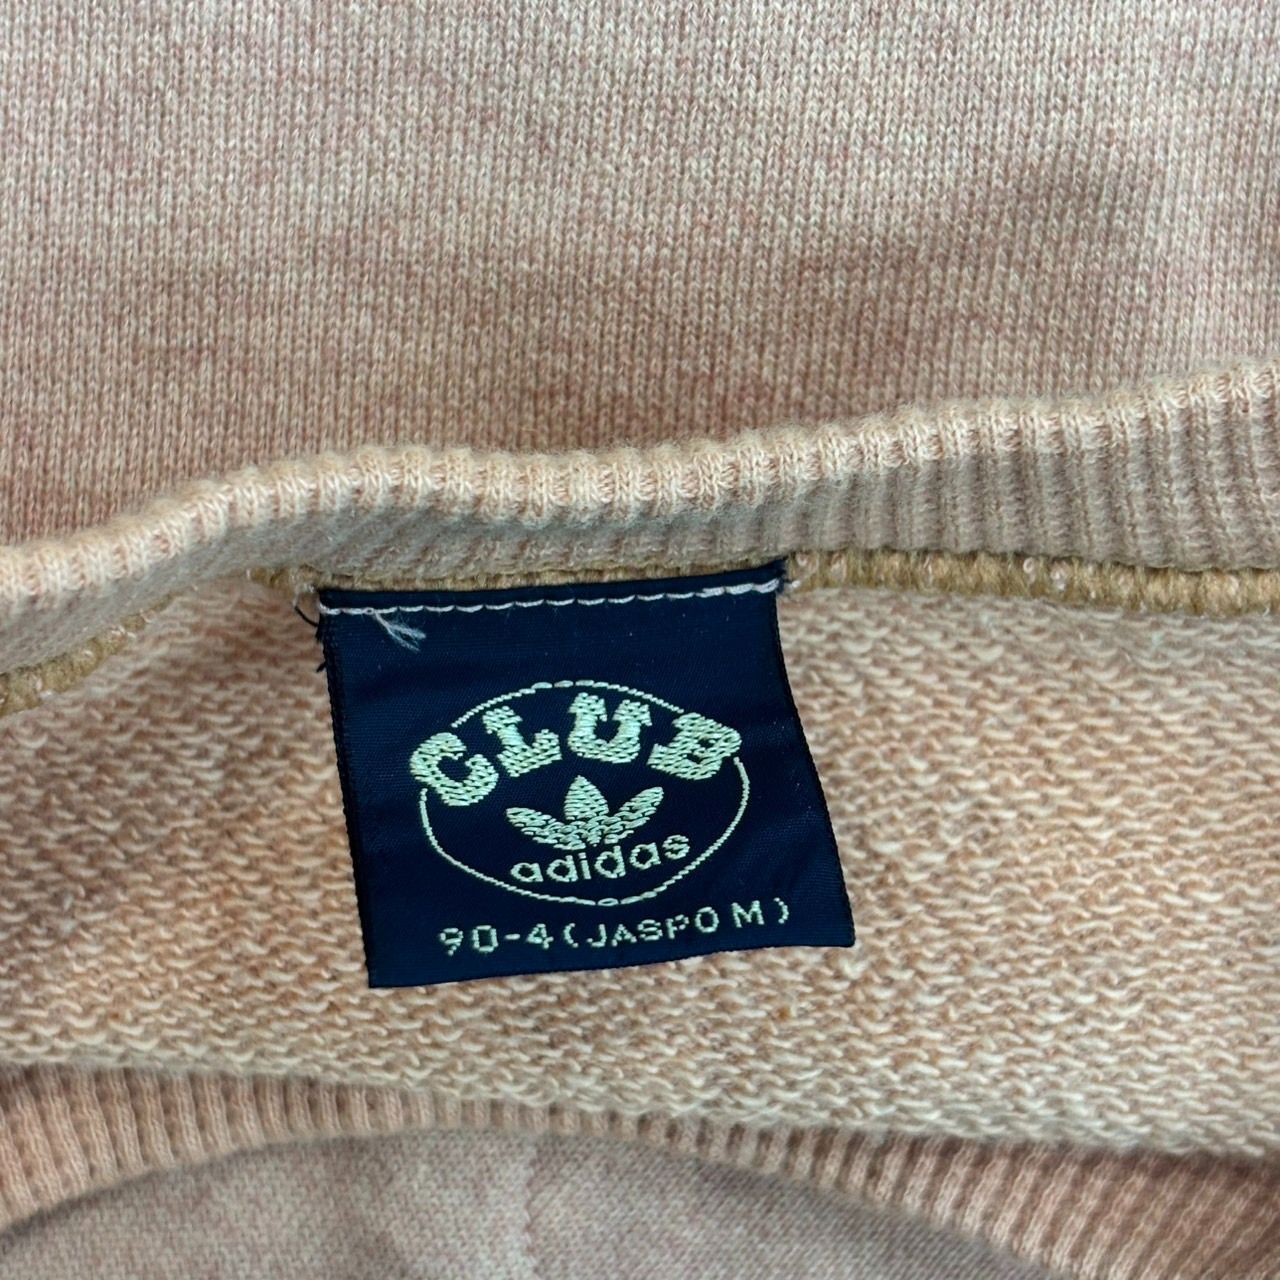 CLUB
adidas
90-4(JASPO M)